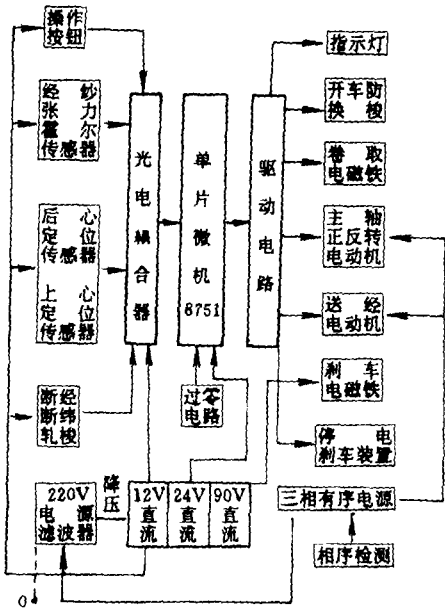 操作
按钮
经纱
张力
霍尔
传感器
后心
定位
传感器
上心
定位
传感器
断经
断纬
轧梭
光电耦合器
单片微机8751
过零
电路
驱动电路
指示灯
开车防
换梭
卷取
电磁铁
主轴
正反转
电动机
送经
电动机
刹车
电磁铁
停电
刹车装置
220V
电源
滤波器
降压
12V
直流
24V
直流
90V
直流
三相有序电源
相序检测
0